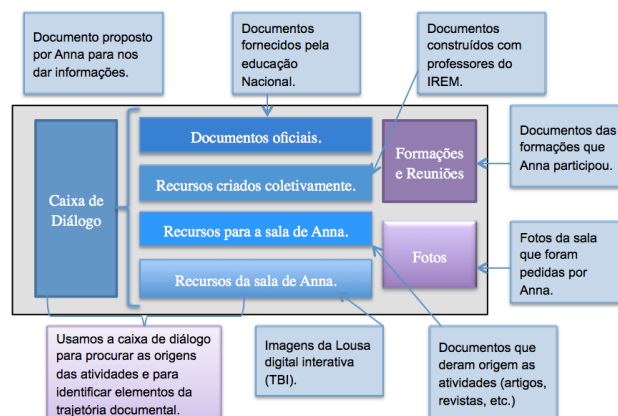 Documento proposto
por Anna para nos
dar informações.
Documentos
fornecidos pela
educação
Nacional.
Documentos
construídos com
professores do
IREM.
Caixa de
Diálogo
Documentos oficiais.
Recursos criados coletivamente.
Recursos para a sala de Anna.
Recursos da sala de Anna.
Formações
e Reuniões
Fotos
Documentos das
formações que
Anna participou.
Fotos da sala
que foram
pedidas por
Anna.
Usamos a caixa de diálogo
para procurar as origens
das atividades e para
identificar elementos da
trajetória documental.
Imagens da Lousa
digital interativa
(TBI).
Documentos que
deram origem as
atividades (artigos,
revistas, etc.)